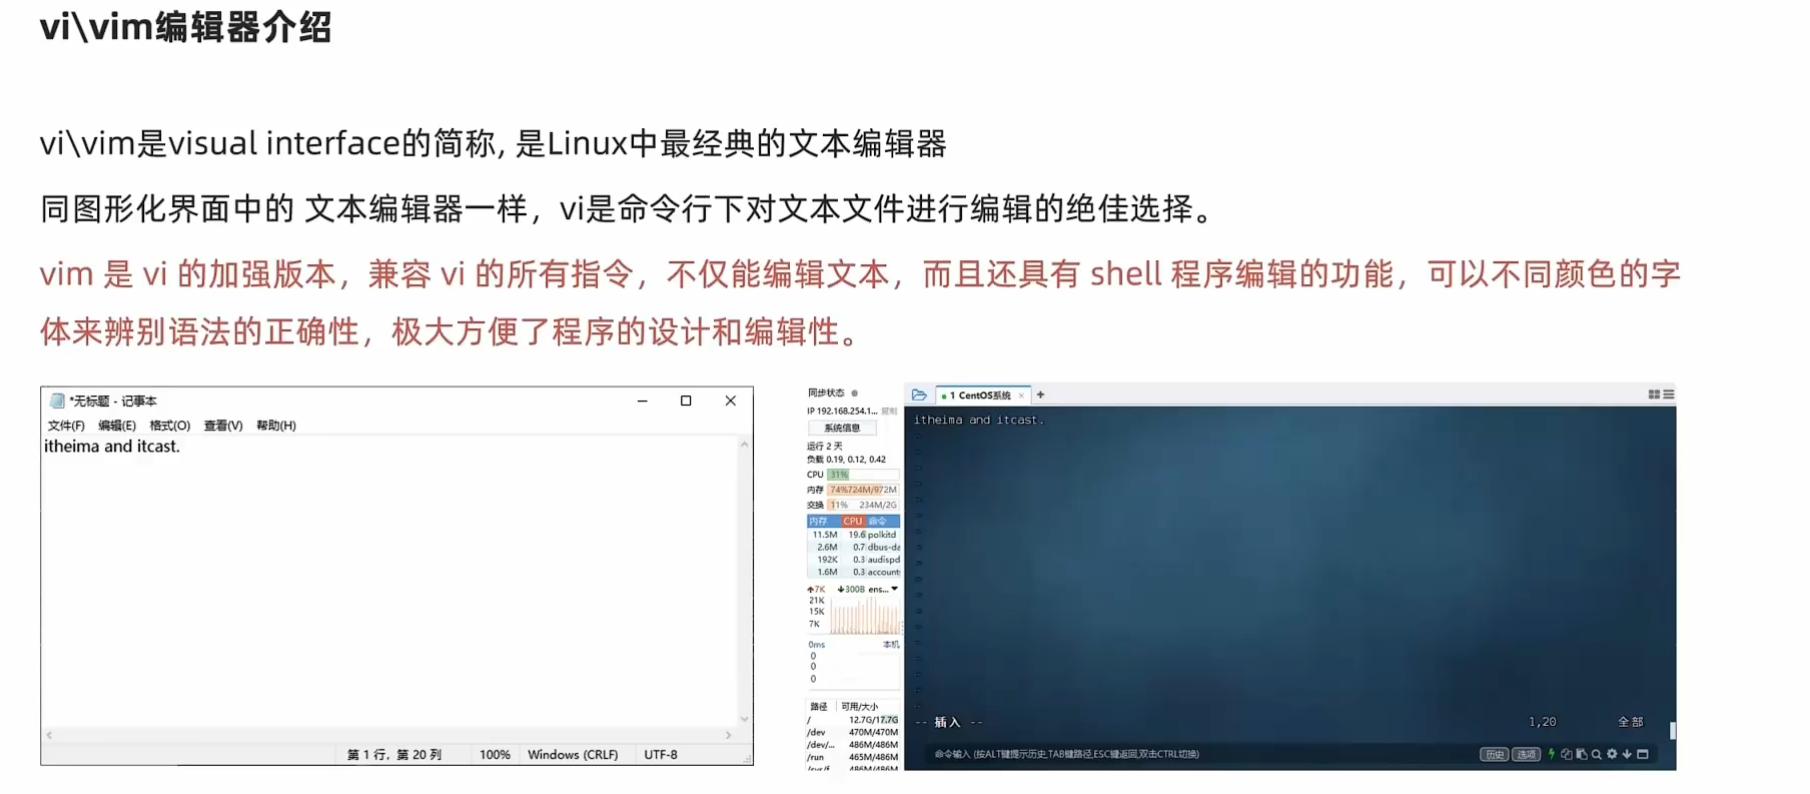 vi\vim编辑器介绍
vi\vim是visual interface的简称, 是Linux中最经典的文本编辑器
同图形化界面中的 文本编辑器一样，vi是命令行下对文本文件进行编辑的绝佳选择。
vim 是 vi 的加强版本，兼容 vi 的所有指令，不仅能编辑文本，而且还具有 shell 程序编辑的功能，可以不同颜色的字
体来辨别语法的正确性，极大方便了程序的设计和编辑性。
*无标题 - 记事本
文件(F) 编辑(E) 格式(O) 查看(V) 帮助(H)
itheima and itcast.
第 1 行，第 20 列 100% Windows (CRLF) UTF-8
同步状态
IP 192.168.254.1... 复制
系统信息
运行 2 天
负载 0.19, 0.12, 0.42
CPU 31%
内存 74% 724M/972M
交换 11% 234M/2G
内存 CPU 命令
11.5M 19.6 polkitd
2.6M 0.7 dbus-da
192K 0.3 audispd
1.6M 0.3 account
7K 300B ens...
21K
15K
7K
0ms 本机
0
0
0
路径 可用/大小
/ 12.7G/17.7G
/dev 470M/470M
/dev/... 486M/486M
/run 465M/486M
/sys/f... 486M/486M
1 CentOS系统 × +
itheima and itcast.
-- 插入 -- 1,20 全部
命令输入 (按ALT键提示历史,TAB键路径,ESC键返回,双击CTRL切换) 历史 选项